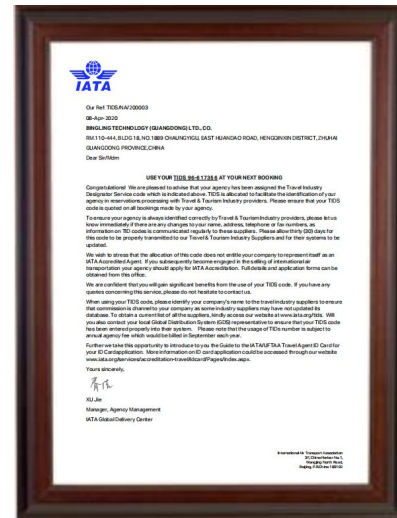 IATA
Our Ref: TIDS/NA/200003
08-Apr-2020
BINGLING TECHNOLOGY (GUANGDONG) LTD., CO.
RM.110-444, BLDG 18, NO.1889 CHAUNGYIGU, EAST HUANDAO ROAD, HENGQINXIN DISTRICT, ZHUHAI
GUANGDONG PROVINCE, CHINA
Dear Sir/Mdm
USE YOUR TIDS 96-6 1735 6 AT YOUR NEXT BOOKING
Congratulations! We are pleased to advise that your agency has been assigned the Travel Industry
Designator Service code which is indicated above. TIDS is allocated to facilitate the identification of your
agency in reservations processing with Travel & Tourism Industry providers. Please ensure that your TIDS
code is quoted on all bookings made by your agency.
To ensure your agency is always identified correctly by Travel & Tourism Industry providers, please let us
know immediately if there are any changes to your name, address, telephone or fax numbers, as
information on TID codes is communicated regularly to these suppliers. Please allow thirty (30) days for
this code to be properly transmitted to our Travel & Tourism Industry Suppliers and for their systems to be
updated.
We wish to stress that the allocation of this code does not entitle your company to represent itself as an
IATA Accredited Agent. If you subsequently become engaged in the selling of international air
transportation your agency should apply for IATA Accreditation. Full details and application forms can be
obtained from this office.
We are confident that you will gain significant benefits from the use of your TIDS code. If you have any
queries concerning this service, please do not hesitate to contact us.
When using your TIDS code, please identify your company's name to the travel industry suppliers to ensure
that commission is channel to your company as some industry suppliers may have not updated its
database. To obtain a current list of all the suppliers, kindly access our website at www.iata.org/tids. Will
you also contact your local Global Distribution System (GDS) representative to ensure that your TIDS code
has been entered properly into their system. Please note that the usage of TIDs number is subject to
annual agency fee which would be billed in September each year.
Further we take this opportunity to introduce to you the Guide to the IATA/UFTAA Travel Agent ID Card for
your ID Card application. More information on ID card application could be accessed through our website
www.iata.org/services/accreditation-travel/idcard/Pages/index.aspx.
Yours sincerely,
XU Jie
Manager, Agency Management
IATA Global Delivery Center
International Air Transport Association
Wangjing North Road,